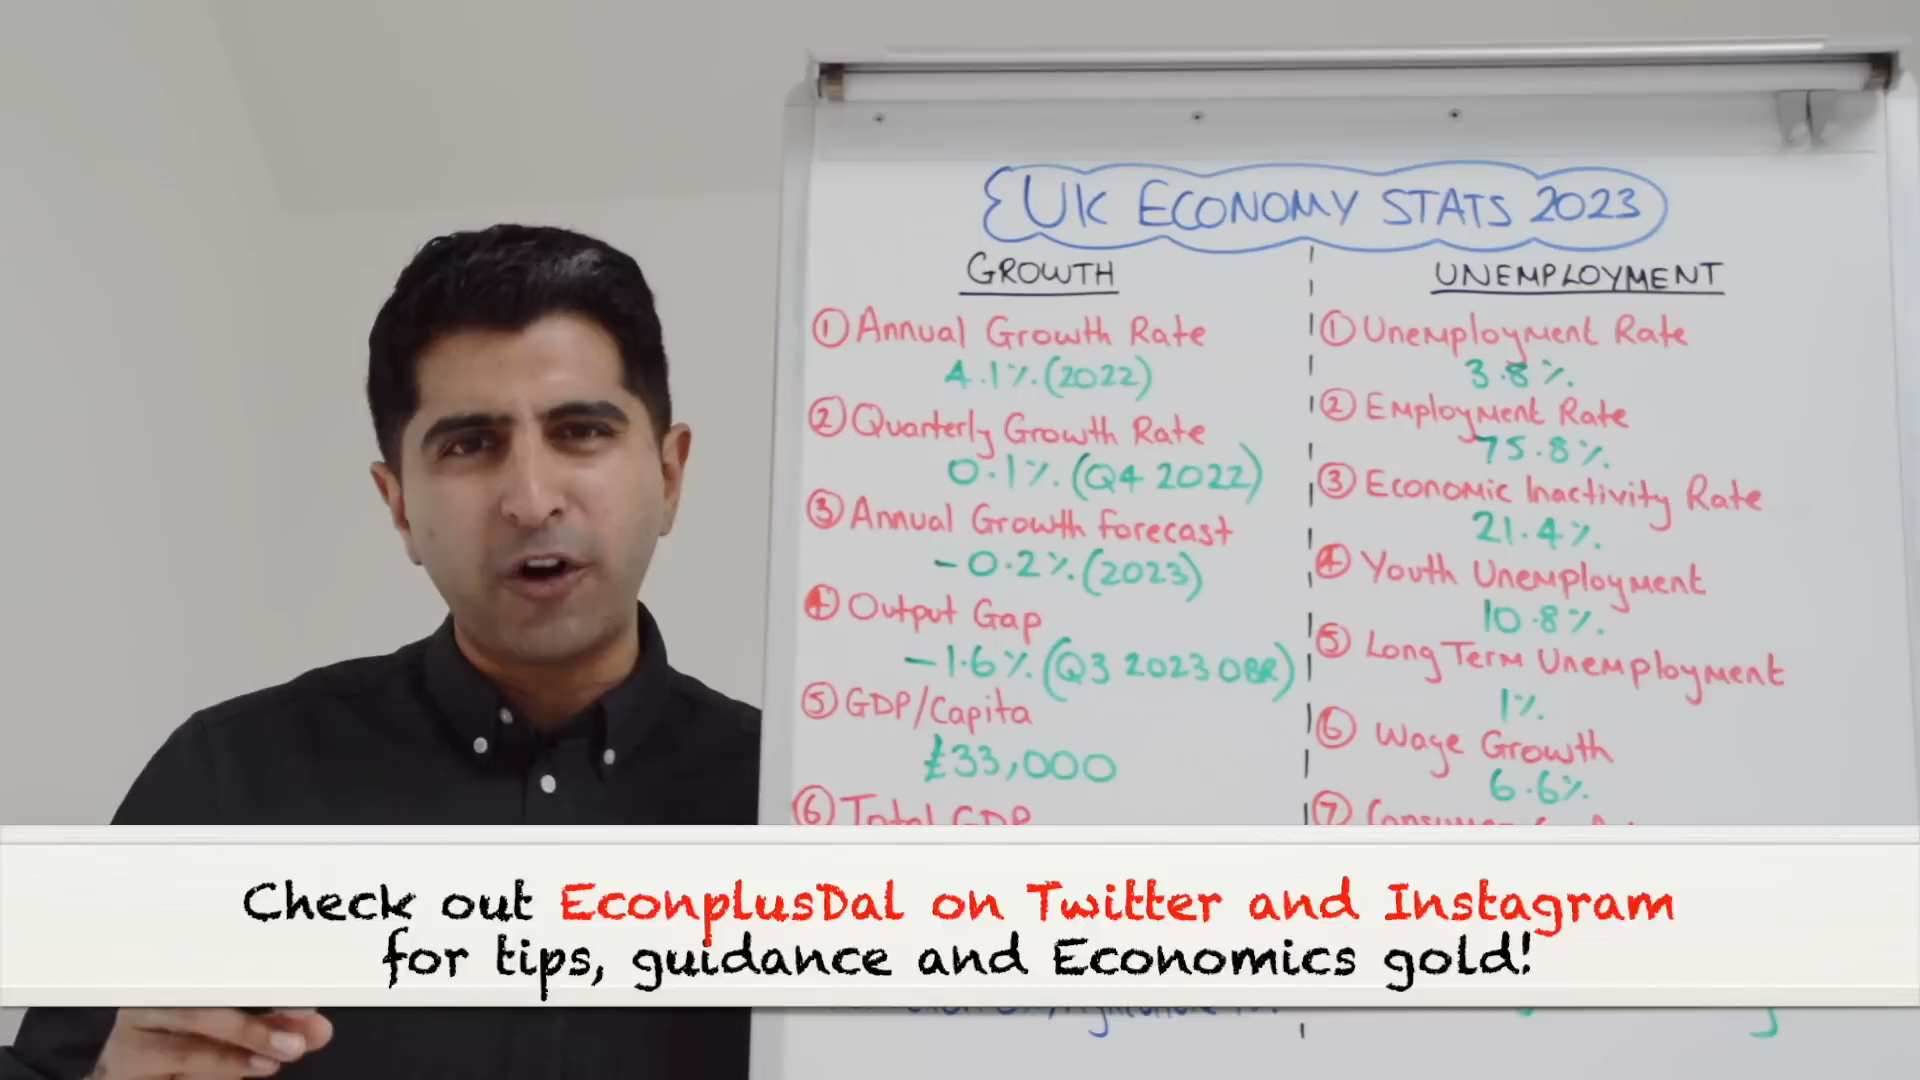 UK ECONOMY STATS 2023
GROWTH
① Annual Growth Rate
4.1% (2022)
② Quarterly Growth Rate
0.1% (Q4 2022)
③ Annual Growth Forecast
-0.2% (2023)
④ Output Gap
-1.6% (Q3 2023 OBR)
⑤ GDP/Capita
£33,000
⑥ Total GDP
UNEMPLOYMENT
① Unemployment Rate
3.8%
② Employment Rate
75.8%
③ Economic Inactivity Rate
21.4%
④ Youth Unemployment
10.8%
⑤ Long Term Unemployment
1%
⑥ Wage Growth
6.6%
⑦
Check out EconplusDal on Twitter and Instagram
for tips, guidance and Economics gold!